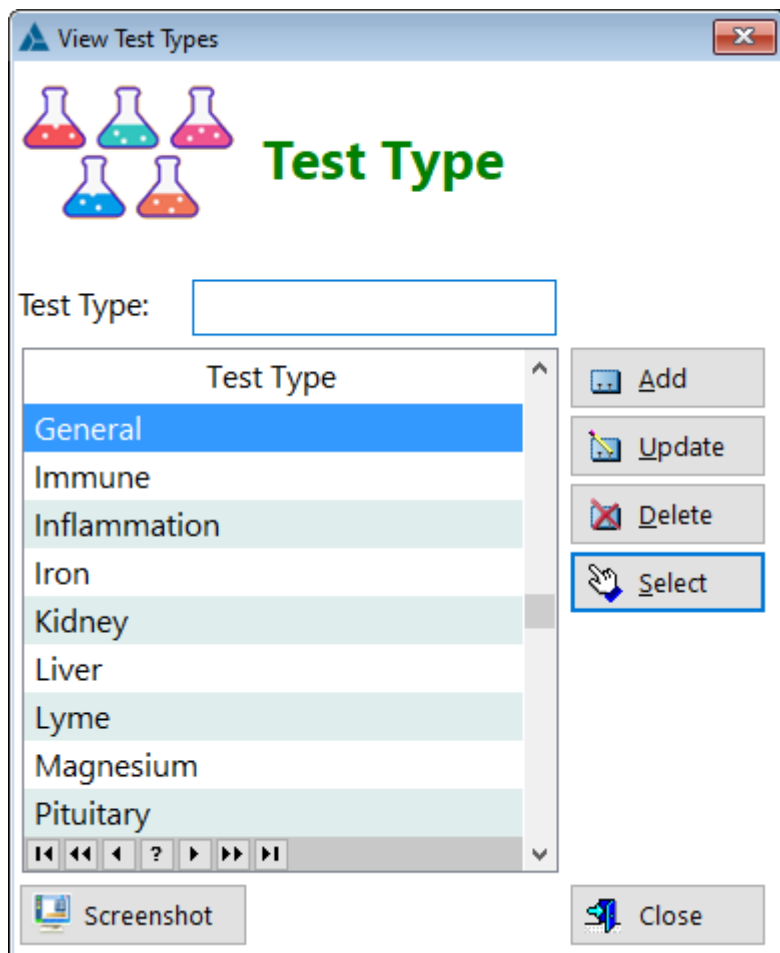 View Test Types
Test Type
Test Type:
Test Type
General
Immune
Inflammation
Iron
Kidney
Liver
Lyme
Magnesium
Pituitary
?
Add
Update
Delete
Select
Screenshot
Close